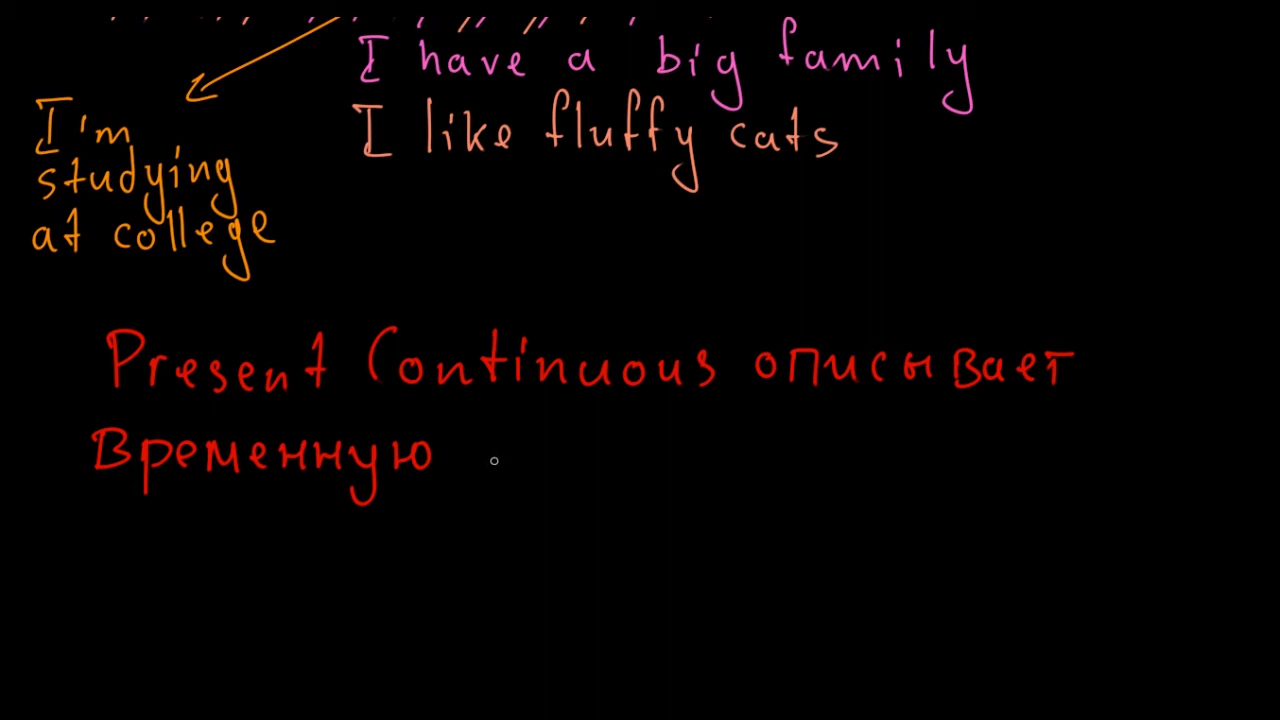 I have a big family
I like fluffy cats
I'm
studying
at college
Present Continuous описывает
временную